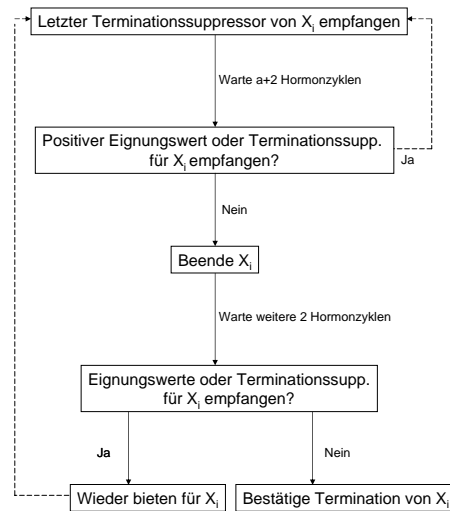 Letzter Terminationssuppressor von Xi empfangen
Warte a+2 Hormonzyklen
Positiver Eignungswert oder Terminationssupp.
für Xi empfangen?
Ja
Nein
Beende Xi
Warte weitere 2 Hormonzyklen
Eignungswerte oder Terminationssupp.
für Xi empfangen?
Ja
Nein
Wieder bieten für Xi
Bestätige Termination von Xi